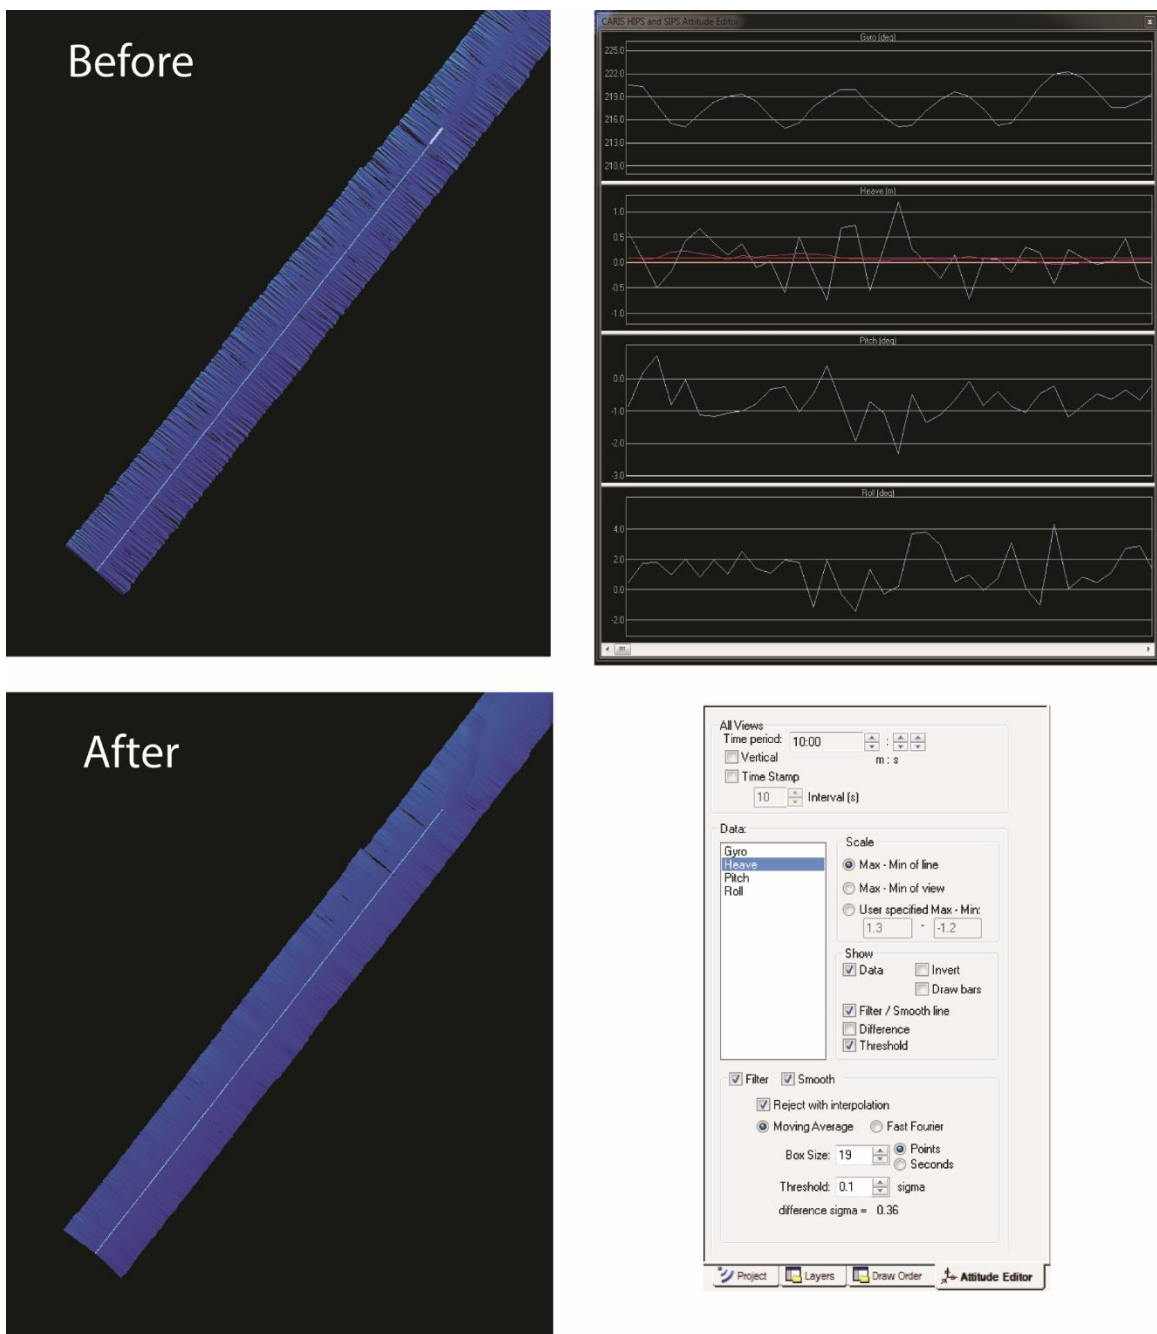 Before
CARIS HIPS and SIPS Attitude Editor
Gyro (deg)
225.0
222.0
219.0
216.0
213.0
210.0
Heave (m)
1.0
0.5
0.0
-0.5
-1.0
Pitch (deg)
0.0
-1.0
-2.0
-3.0
Roll (deg)
4.0
2.0
0.0
-2.0
After
All Views
Time period: 10:00 :
Vertical m : s
Time Stamp
10 Interval (s)
Data:
Gyro
Heave
Pitch
Roll
Scale
Max - Min of line
Max - Min of view
User specified Max - Min:
1.3 - -1.2
Show
Data Invert
Draw bars
Filter / Smooth line
Difference
Threshold
Filter Smooth
Reject with interpolation
Moving Average Fast Fourier
Box Size: 19 Points
Seconds
Threshold: 0.1 sigma
difference sigma = 0.36
Project Layers Draw Order Attitude Editor